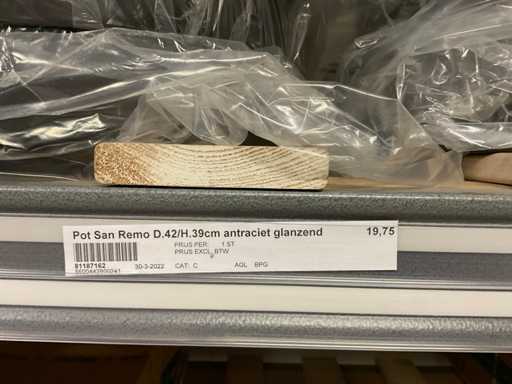 Pot San Remo D.42/H.39cm antraciet glanzend 19,75
PRIJS PER: 1 ST
PRIJS EXCL. BTW
81187162 30-3-2022 CAT: C AGL BPG